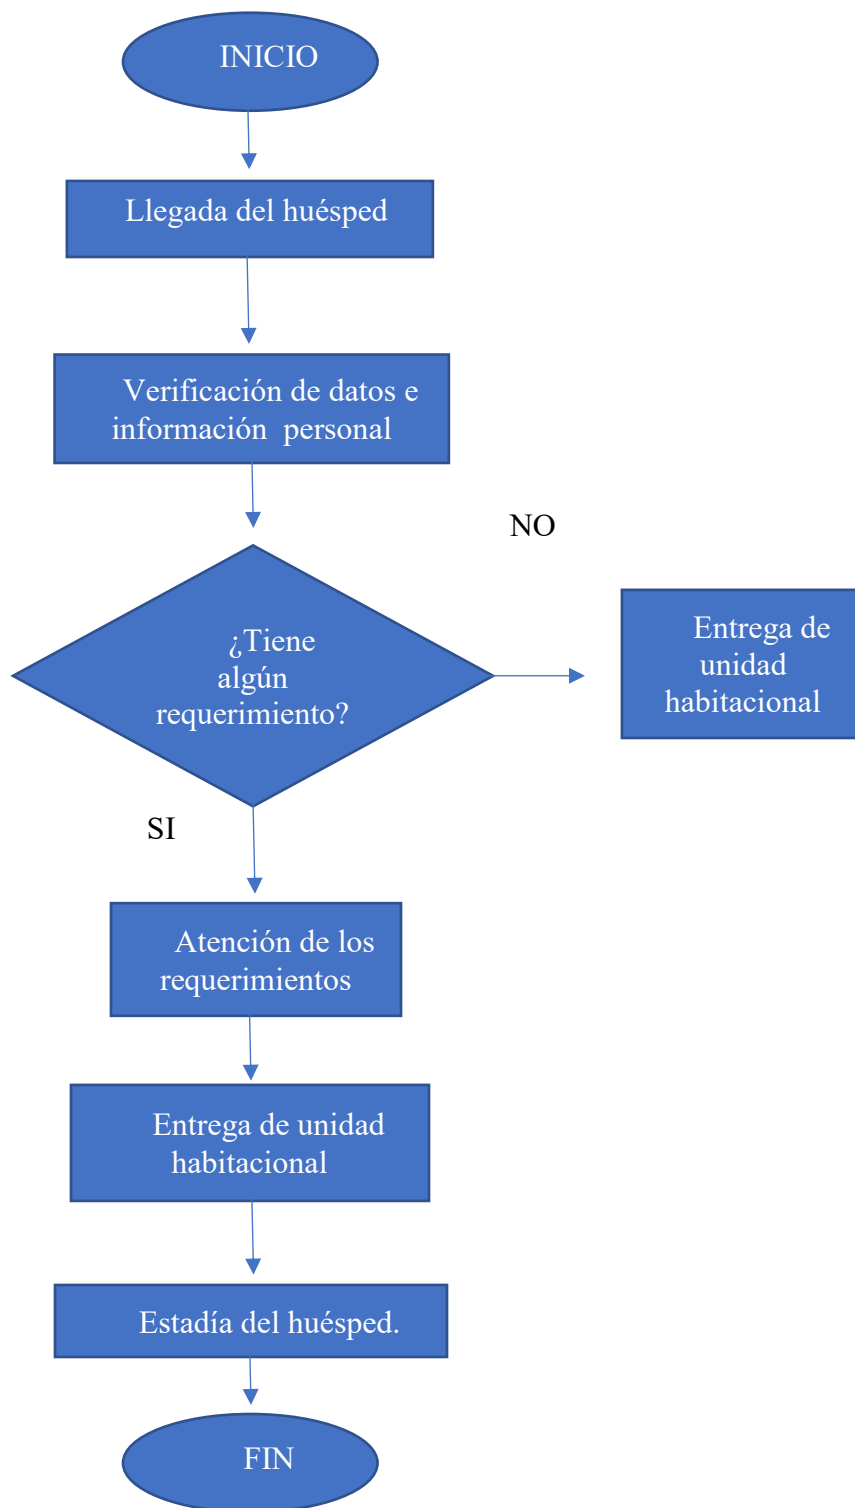 INICIO
Llegada del huésped
Verificación de datos e
información personal
NO
¿Tiene
algún
requerimiento?
Entrega de
unidad
habitacional
SI
Atención de los
requerimientos
Entrega de unidad
habitacional
Estadía del huésped.
FIN